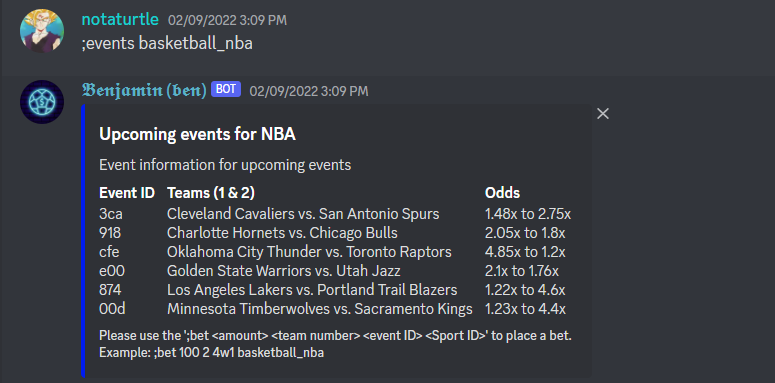 notaturtle 02/09/2022 3:09 PM
;events basketball_nba
𝕭𝖊𝖓𝖏𝖆𝖒𝖎𝖓 (𝖇𝖊𝖓) BOT 02/09/2022 3:09 PM
Upcoming events for NBA
Event information for upcoming events
Event ID Teams (1 & 2) Odds
3ca Cleveland Cavaliers vs. San Antonio Spurs 1.48x to 2.75x
918 Charlotte Hornets vs. Chicago Bulls 2.05x to 1.8x
cfe Oklahoma City Thunder vs. Toronto Raptors 4.85x to 1.2x
e00 Golden State Warriors vs. Utah Jazz 2.1x to 1.76x
874 Los Angeles Lakers vs. Portland Trail Blazers 1.22x to 4.6x
00d Minnesota Timberwolves vs. Sacramento Kings 1.23x to 4.4x
Please use the ';bet <amount> <team number> <event ID> <Sport ID>' to place a bet.
Example: ;bet 100 2 4w1 basketball_nba